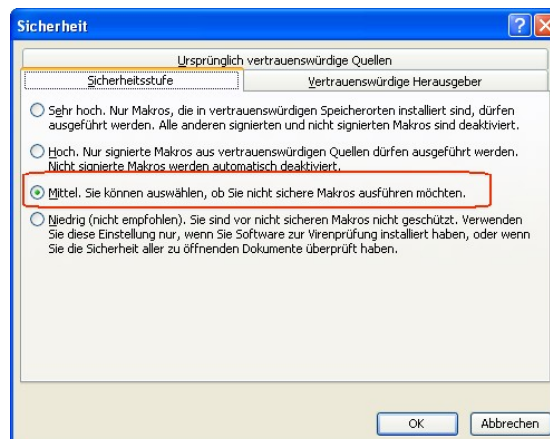 Sicherheit
Ursprünglich vertrauenswürdige Quellen
Sicherheitsstufe
Vertrauenswürdige Herausgeber
Sehr hoch. Nur Makros, die in vertrauenswürdigen Speicherorten installiert sind, dürfen
ausgeführt werden. Alle anderen signierten und nicht signierten Makros sind deaktiviert.
Hoch. Nur signierte Makros aus vertrauenswürdigen Quellen dürfen ausgeführt werden.
Nicht signierte Makros werden automatisch deaktiviert.
Mittel. Sie können auswählen, ob Sie nicht sichere Makros ausführen möchten.
Niedrig (nicht empfohlen). Sie sind vor nicht sicheren Makros nicht geschützt. Verwenden
Sie diese Einstellung nur, wenn Sie Software zur Virenprüfung installiert haben, oder wenn
Sie die Sicherheit aller zu öffnenden Dokumente überprüft haben.
OK
Abbrechen